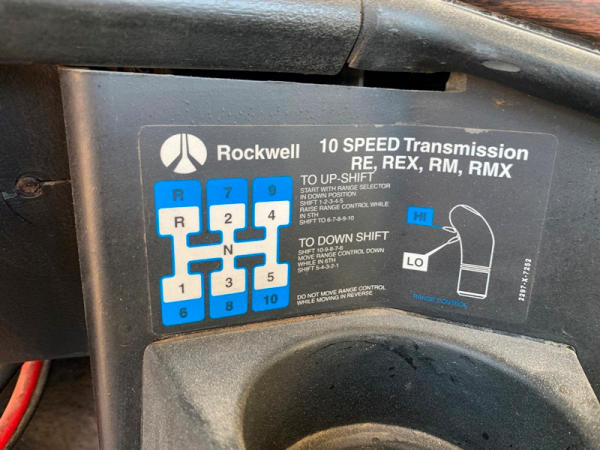 Rockwell
10 SPEED Transmission
RE, REX, RM, RMX
R 7 9
R 2 4
N
1 3 5
6 8 10
TO UP-SHIFT
START WITH RANGE SELECTOR
IN DOWN POSITION
SHIFT 1-2-3-4-5
RAISE RANGE CONTROL WHILE
IN 5TH
SHIFT TO 6-7-8-9-10
TO DOWN SHIFT
SHIFT 10-9-8-7-6
MOVE RANGE CONTROL DOWN
WHILE IN 6TH
SHIFT 5-4-3-2-1
DO NOT MOVE RANGE CONTROL
WHILE MOVING IN REVERSE
HI
LO
RANGE CONTROL
2297-X-7252